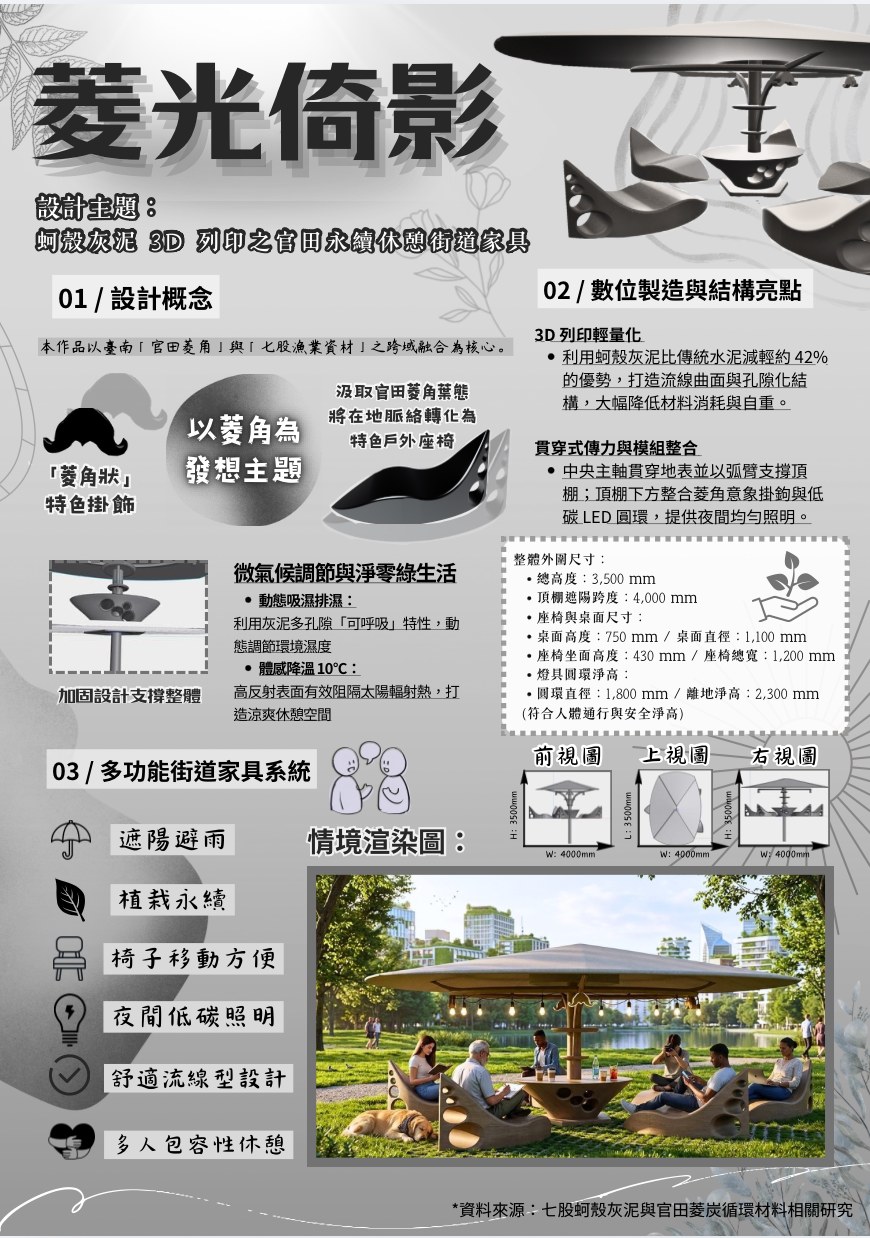 菱光倚影
設計主題：
蚵殼灰泥 3D 列印之官田永續休憩街道家具
01 / 設計概念
本作品以臺南「官田菱角」與「七股漁業資材」之跨域融合為核心。
「菱角狀」
特色掛飾
以菱角為
發想主題
汲取官田菱角葉態
將在地脈絡轉化為
特色戶外座椅
加固設計支撐整體
微氣候調節與淨零綠生活
• 動態吸濕排濕：
利用灰泥多孔隙「可呼吸」特性，動
態調節環境濕度
• 體感降溫10°C：
高反射表面有效阻隔太陽輻射熱，打
造涼爽休憩空間
02 / 數位製造與結構亮點
3D 列印輕量化
• 利用蚵殼灰泥比傳統水泥減輕約 42%
的優勢，打造流線曲面與孔隙化結
構，大幅降低材料消耗與自重。
貫穿式傳力與模組整合
• 中央主軸貫穿地表並以弧臂支撐頂
棚；頂棚下方整合菱角意象掛鉤與低
碳 LED 圓環，提供夜間均勻照明。
整體外圍尺寸：
• 總高度：3,500 mm
• 頂棚遮陽跨度：4,000 mm
• 座椅與桌面尺寸：
• 桌面高度：750 mm / 桌面直徑：1,100 mm
• 座椅坐面高度：430 mm / 座椅總寬：1,200 mm
• 燈具圓環淨高：
• 圓環直徑：1,800 mm / 離地淨高：2,300 mm
(符合人體通行與安全淨高)
03 / 多功能街道家具系統
遮陽避雨
植栽永續
椅子移動方便
夜間低碳照明
舒適流線型設計
多人包容性休憩
前視圖
H: 3500mm
W: 4000mm
上視圖
L: 3500mm
W: 4000mm
右視圖
H: 3500mm
W: 4000mm
情境渲染圖：
*資料來源：七股蚵殼灰泥與官田菱炭循環材料相關研究